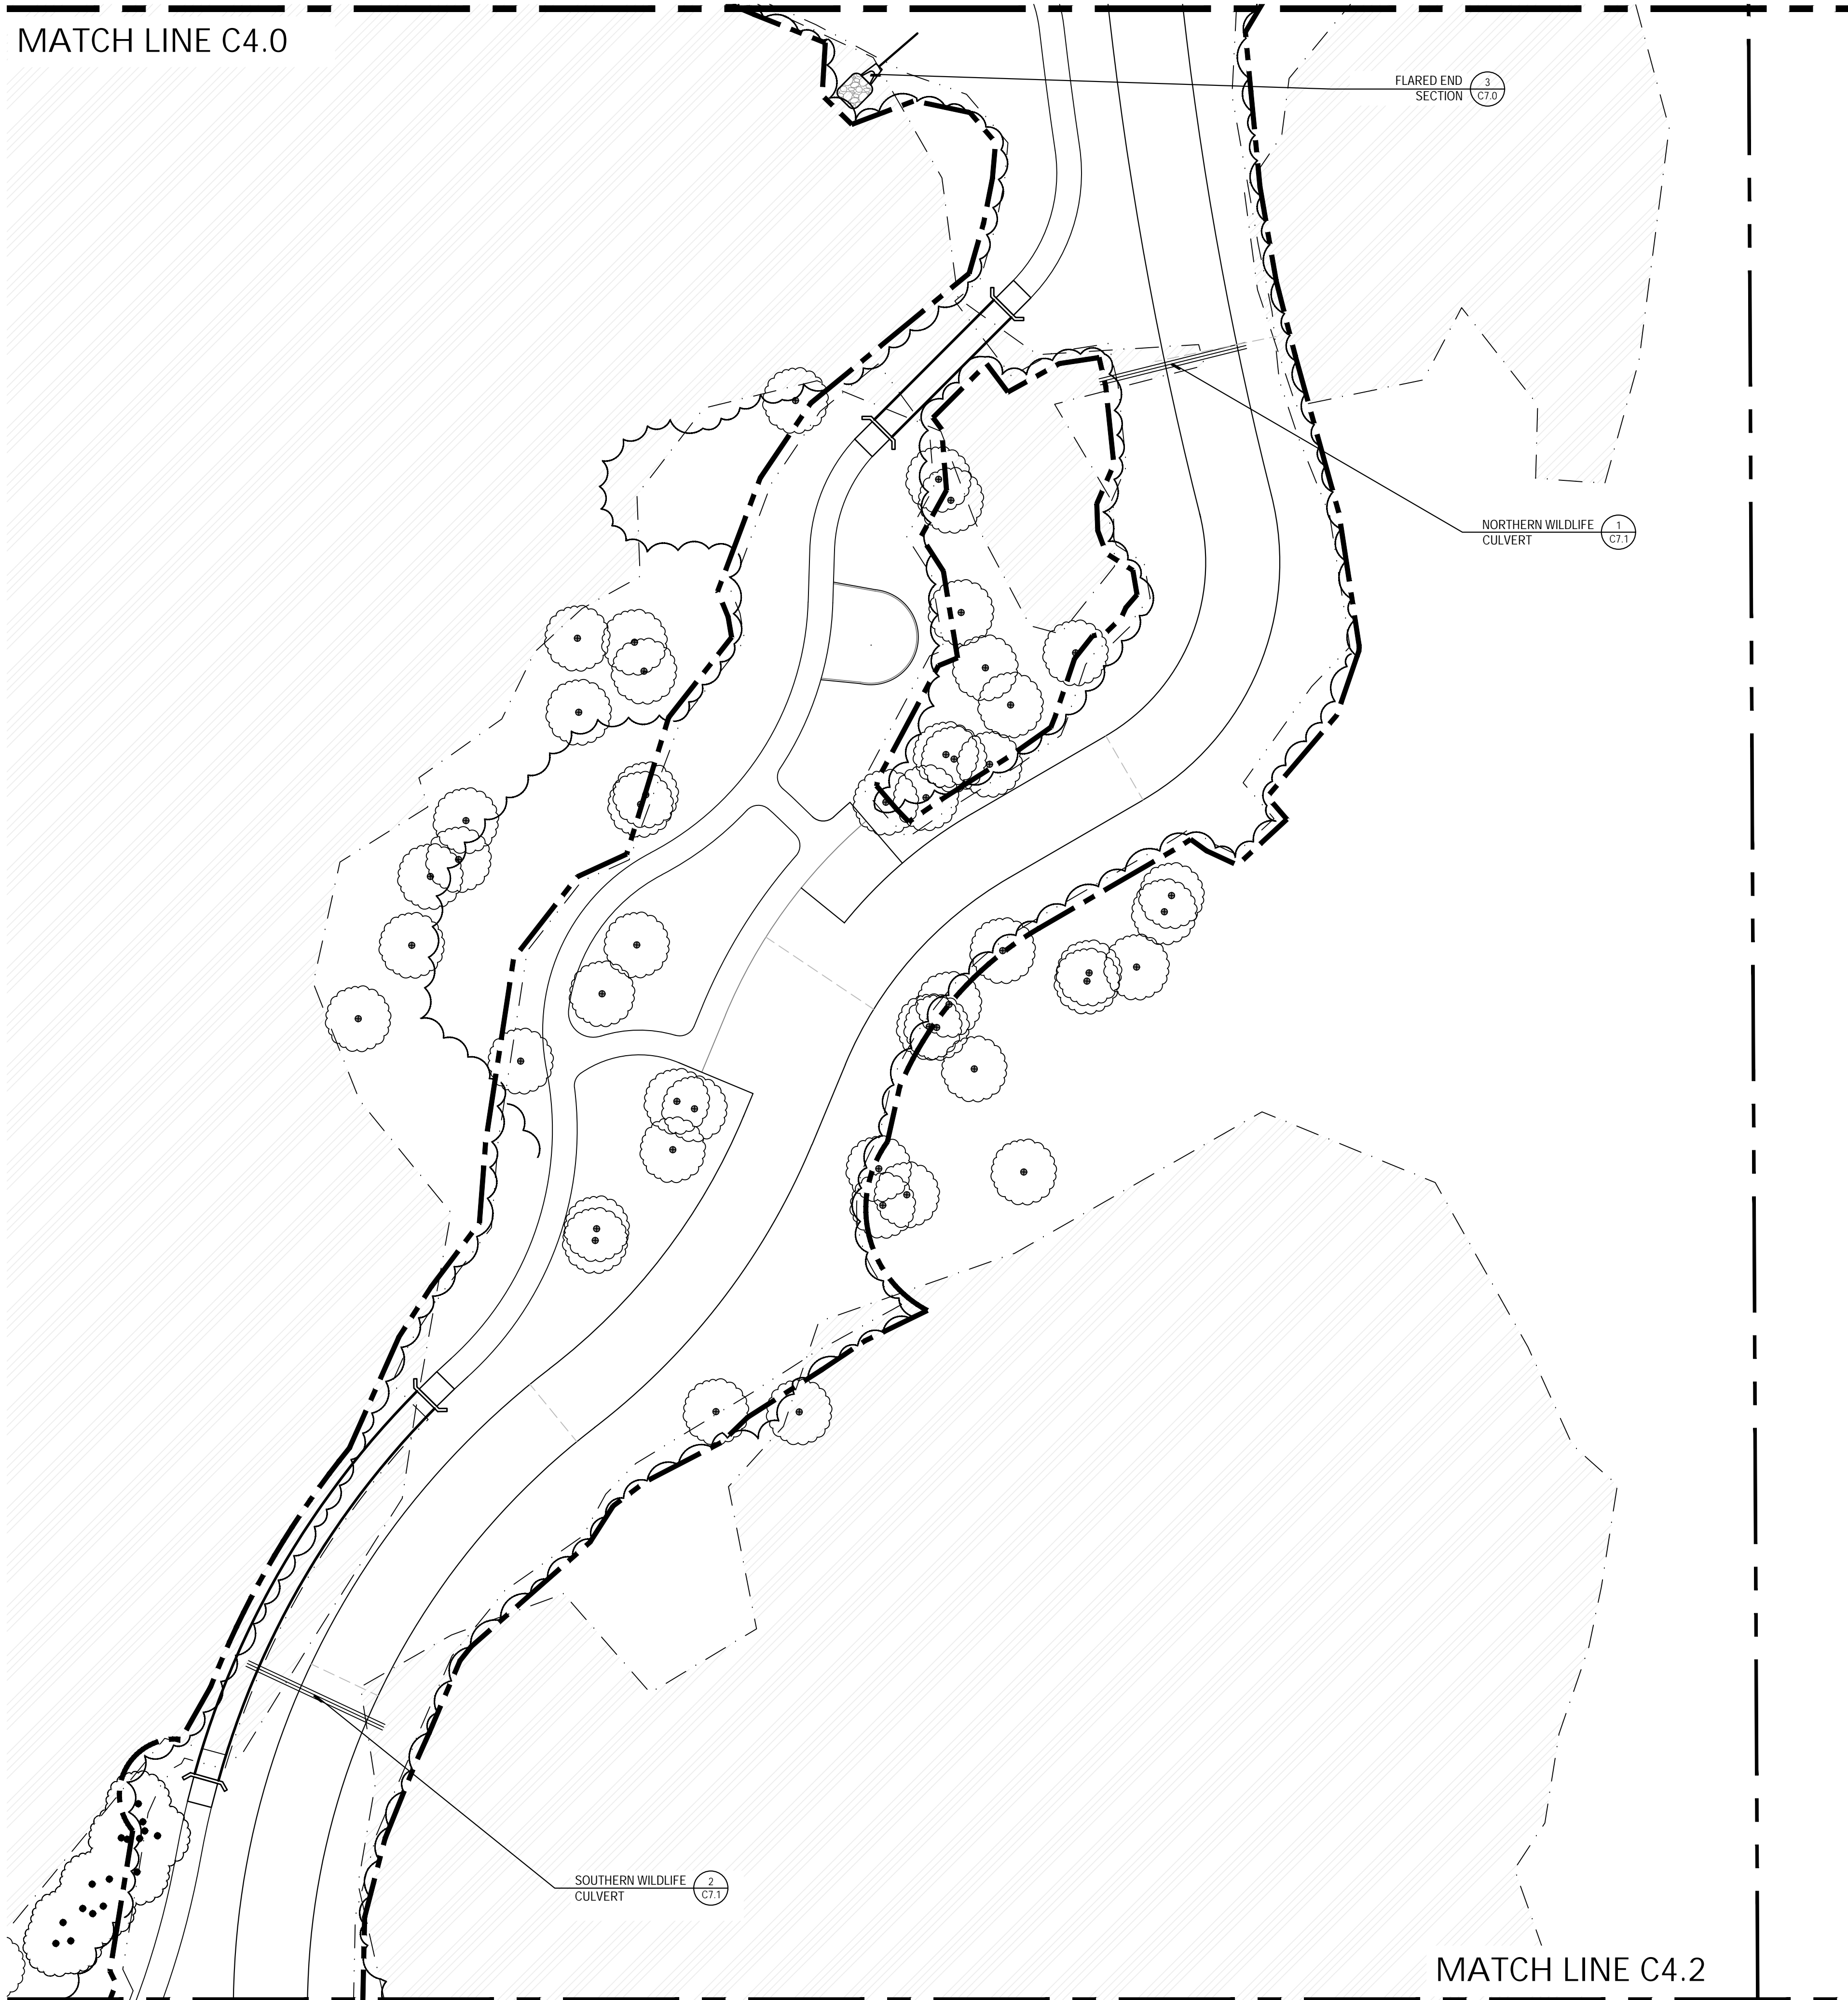 MATCH LINE C4.0
FLARED END
SECTION
3
C7.0
NORTHERN WILDLIFE
CULVERT
1
C7.1
SOUTHERN WILDLIFE
CULVERT
2
C7.1
MATCH LINE C4.2